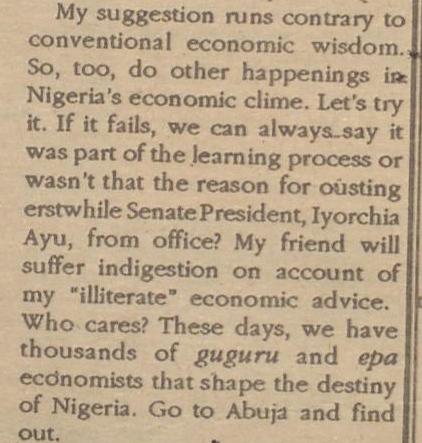 My suggestion runs contrary to
conventional economic wisdom.
So, too, do other happenings in
Nigeria's economic clime. Let's try
it. If it fails, we can always say it
was part of the learning process or
wasn't that the reason for ousting
erstwhile Senate President, Iyorchia
Ayu, from office? My friend will
suffer indigestion on account of
my "illiterate" economic advice.
Who cares? These days, we have
thousands of guguru and epa
economists that shape the destiny
of Nigeria. Go to Abuja and find
out.